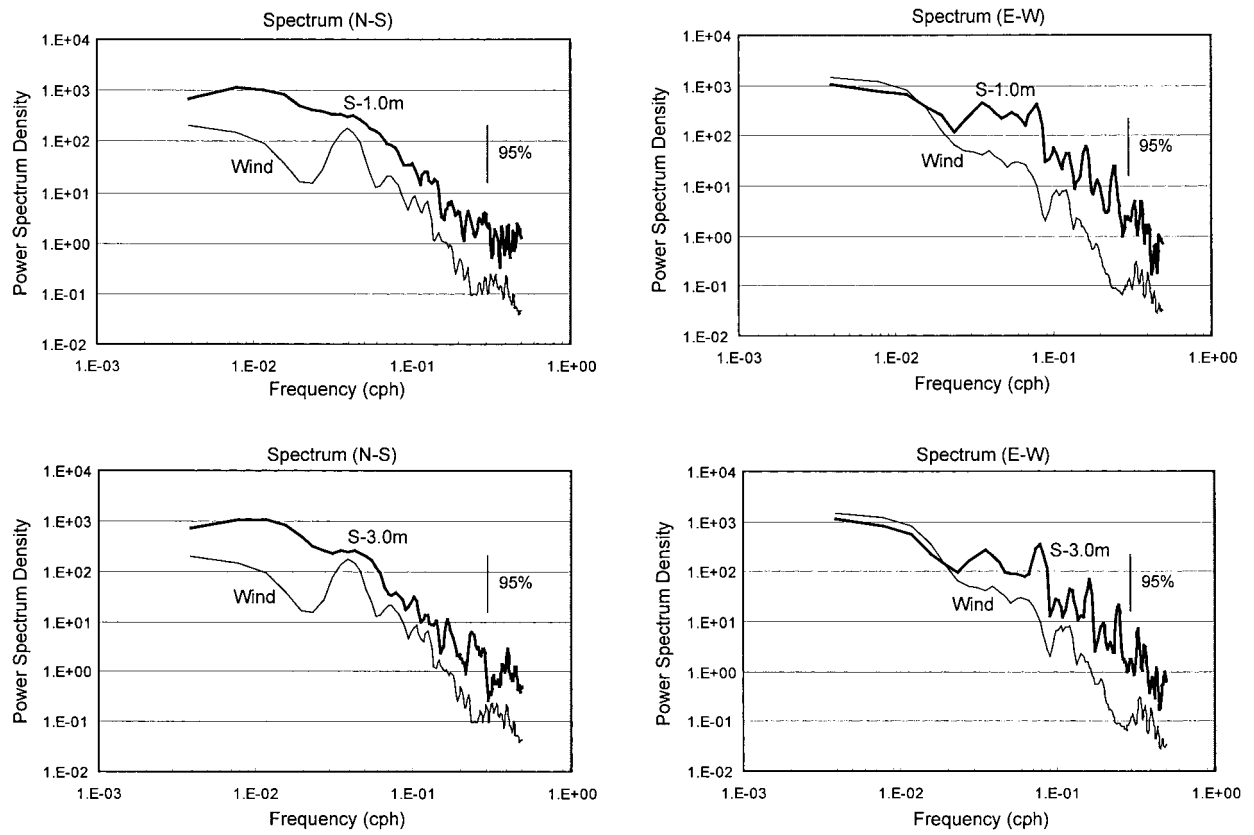 Spectrum (N-S)
1.E+04
1.E+03
1.E+02
1.E+01
1.E+00
1.E-01
1.E-02
Power Spectrum Density
S-1.0m
Wind
95%
1.E-03
1.E-02
1.E-01
1.E+00
Frequency (cph)
Spectrum (E-W)
1.E+04
1.E+03
1.E+02
1.E+01
1.E+00
1.E-01
1.E-02
Power Spectrum Density
S-1.0m
Wind
95%
1.E-03
1.E-02
1.E-01
1.E+00
Frequency (cph)
Spectrum (N-S)
1.E+04
1.E+03
1.E+02
1.E+01
1.E+00
1.E-01
1.E-02
Power Spectrum Density
S-3.0m
Wind
95%
1.E-03
1.E-02
1.E-01
1.E+00
Frequency (cph)
Spectrum (E-W)
1.E+04
1.E+03
1.E+02
1.E+01
1.E+00
1.E-01
1.E-02
Power Spectrum Density
S-3.0m
Wind
95%
1.E-03
1.E-02
1.E-01
1.E+00
Frequency (cph)